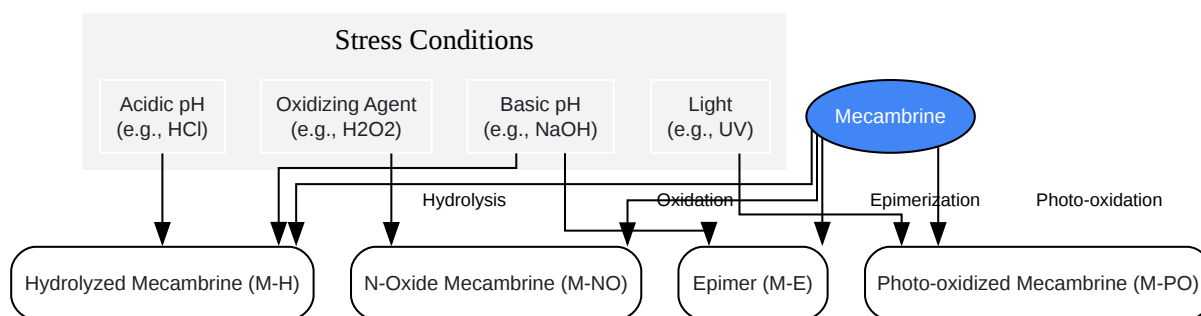 Stress Conditions
Acidic pH
(e.g., HCl)
Oxidizing Agent
(e.g., H2O2)
Basic pH
(e.g., NaOH)
Light
(e.g., UV)
Mecambrine
Hydrolysis
Oxidation
Epimerization
Photo-oxidation
Hydrolyzed Mecambrine (M-H)
N-Oxide Mecambrine (M-NO)
Epimer (M-E)
Photo-oxidized Mecambrine (M-PO)